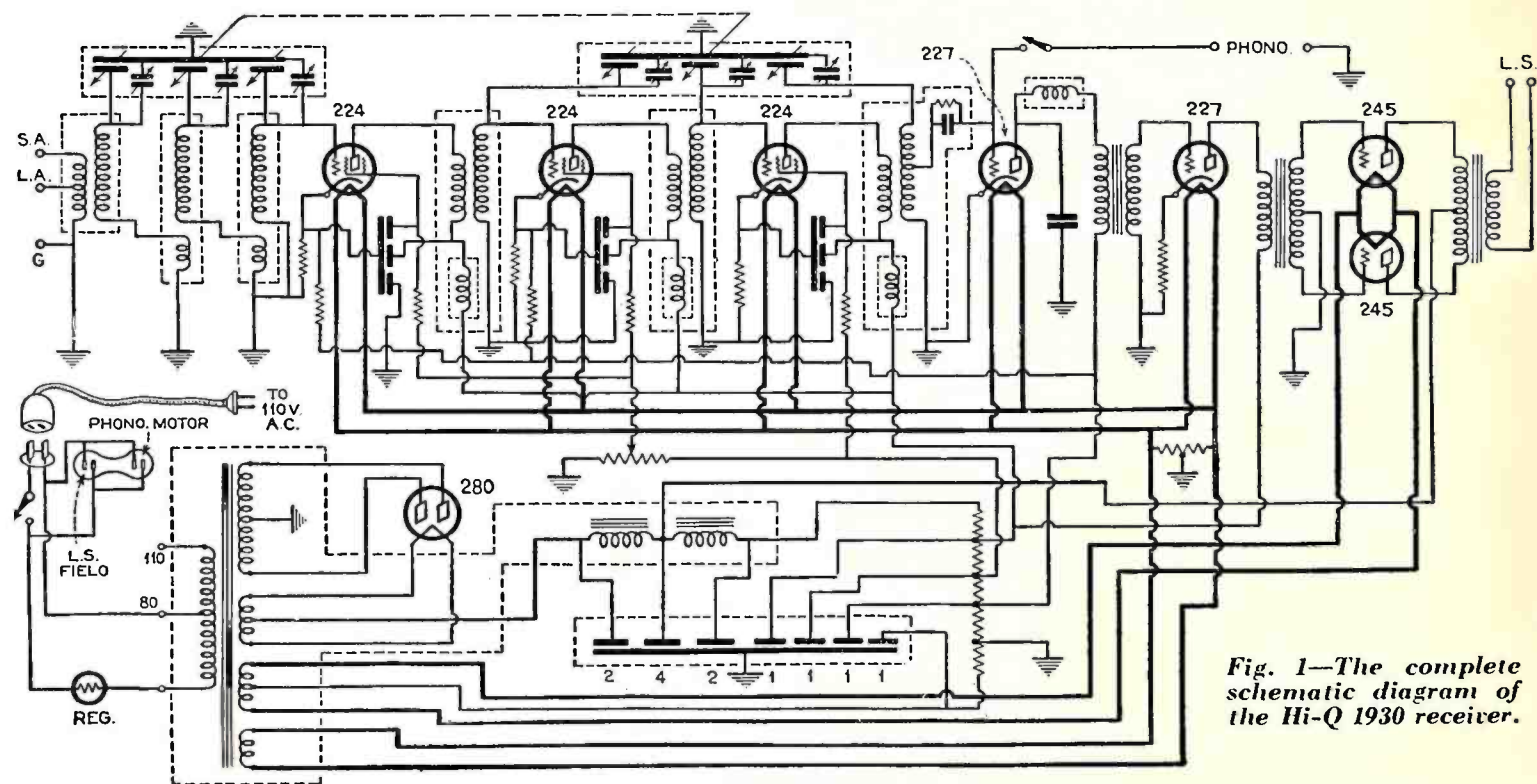 227
PHONO.
L.S.
224
224
224
227
245
S.A.
L.A.
G
245
TO
110 V.
A.C.
PHONO. MOTOR
280
L.S.
FIELD
110
80
REG.
2 4 2 1 1 1 1
Fig. 1—The complete
schematic diagram of
the Hi-Q 1930 receiver.